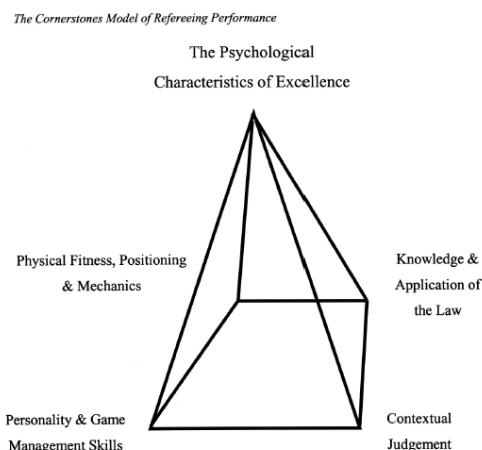 The Cornerstones Model of Refereeing Performance
The Psychological
Characteristics of Excellence
Physical Fitness, Positioning
& Mechanics
Knowledge &
Application of
the Law
Personality & Game
Management Skills
Contextual
Judgement